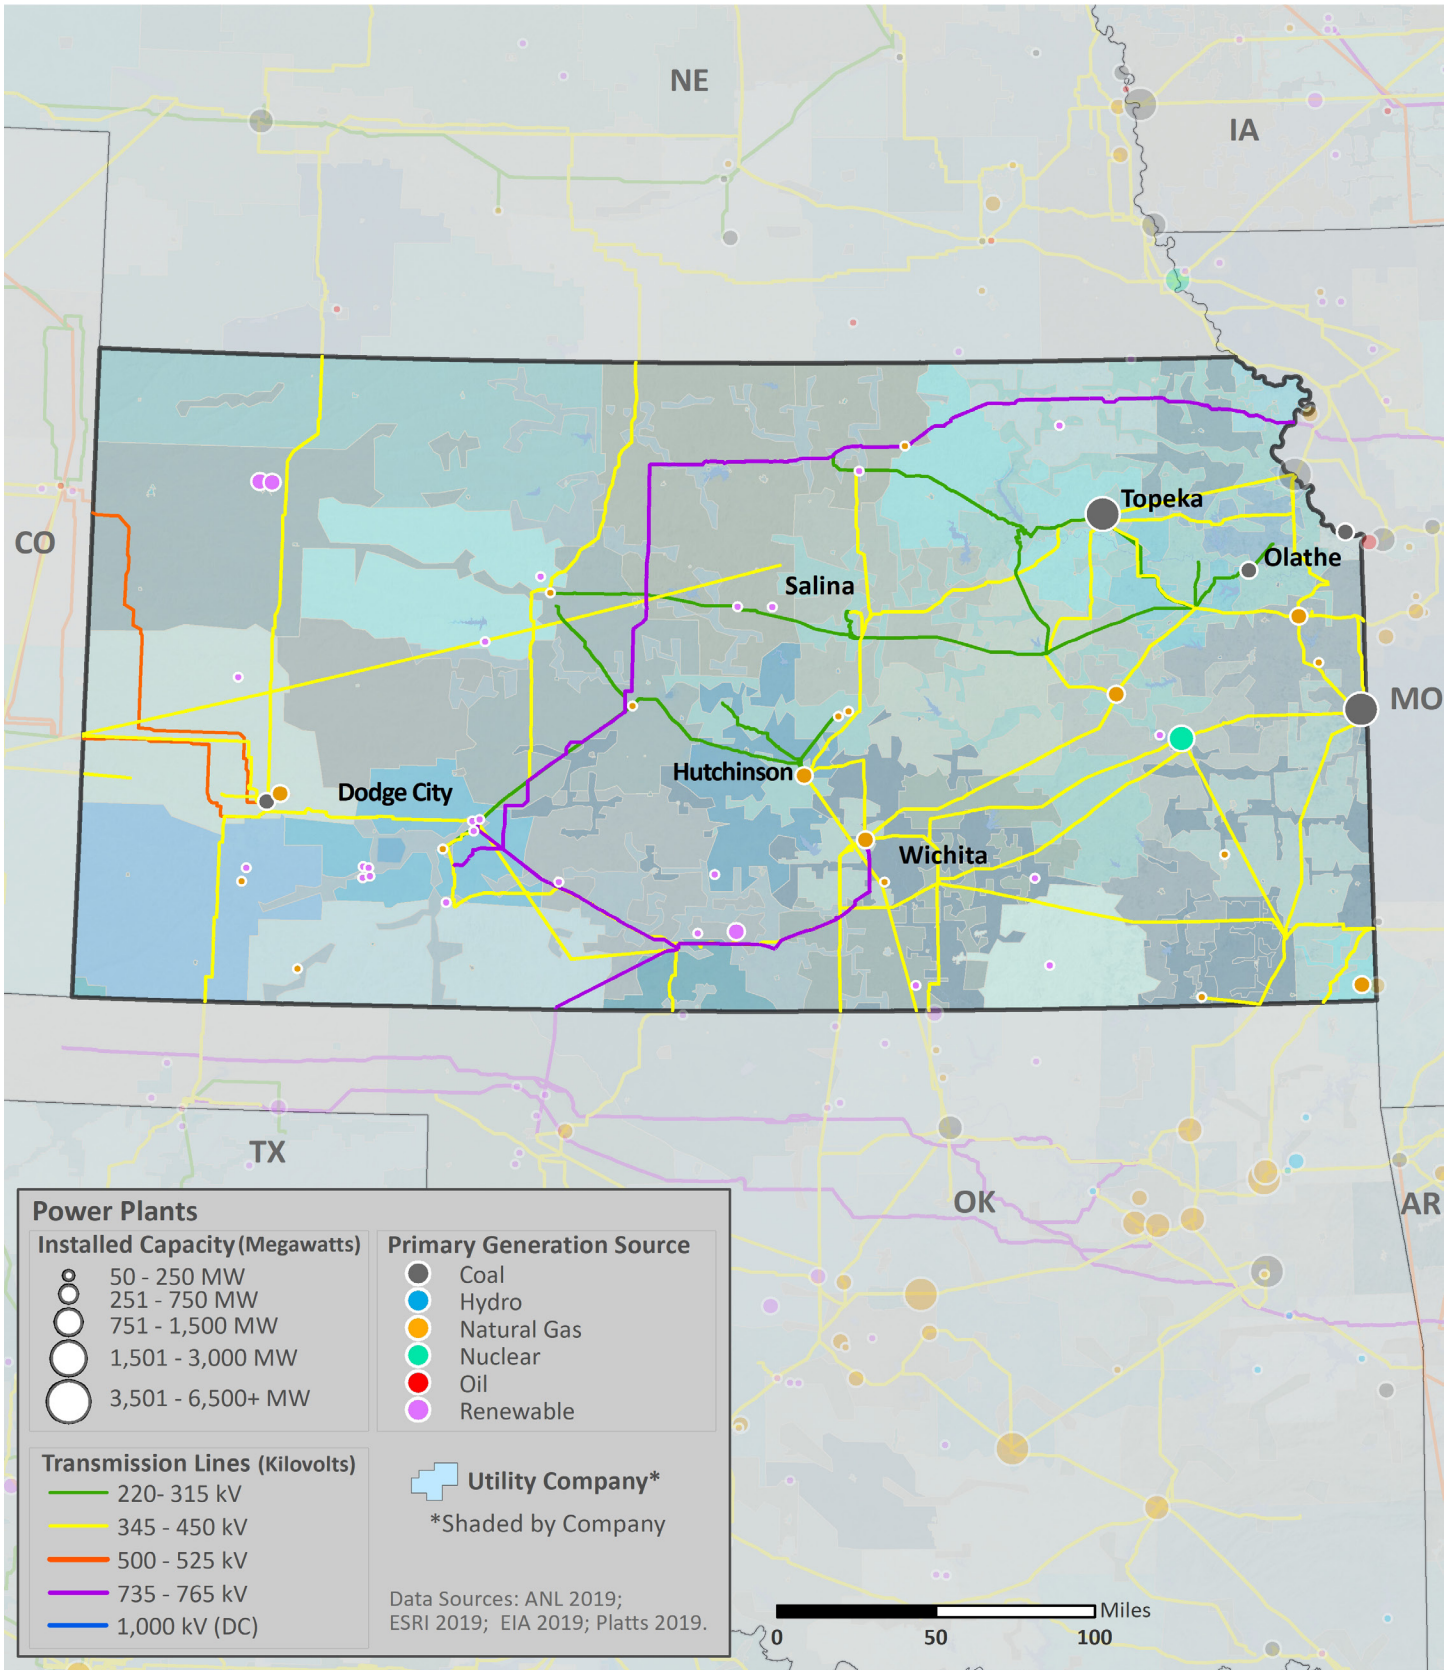 NE
IA
CO
Topeka
Olathe
Salina
MO
Hutchinson
Dodge City
Wichita
TX
OK
AR
Power Plants
Installed Capacity (Megawatts)
50 - 250 MW
251 - 750 MW
751 - 1,500 MW
1,501 - 3,000 MW
3,501 - 6,500+ MW
Primary Generation Source
Coal
Hydro
Natural Gas
Nuclear
Oil
Renewable
Transmission Lines (Kilovolts)
220- 315 kV
345 - 450 kV
500 - 525 kV
735 - 765 kV
1,000 kV (DC)
Utility Company*
*Shaded by Company
Data Sources: ANL 2019;
ESRI 2019; EIA 2019; Platts 2019.
Miles
0 50 100